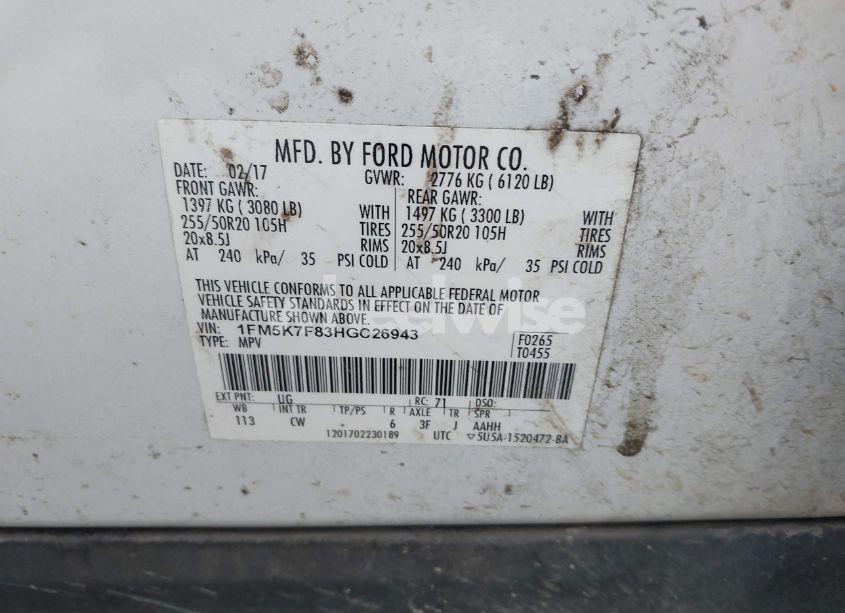 MFD. BY FORD MOTOR CO.
DATE: 02/17 GVWR: 2776 KG ( 6120 LB)
FRONT GAWR: REAR GAWR:
1397 KG ( 3080 LB) WITH 1497 KG ( 3300 LB) WITH
255/50R20 105H TIRES 255/50R20 105H TIRES
20x8.5J RIMS 20x8.5J RIMS
AT 240 kPa/ 35 PSI COLD AT 240 kPa/ 35 PSI COLD
THIS VEHICLE CONFORMS TO ALL APPLICABLE FEDERAL MOTOR
VEHICLE SAFETY STANDARDS IN EFFECT ON THE DATE OF
MANUFACTURE SHOWN ABOVE.
VIN: 1FM5K7F83HGC26943 F0265
TYPE: MPV T0455
EXT PNT: UG RC: 71 DSO:
WB INT TR TP/PS R AXLE TR SPR
113 CW 6 3F J AAHH
1201702230189 UTC ▽5U5A-1520472-BA